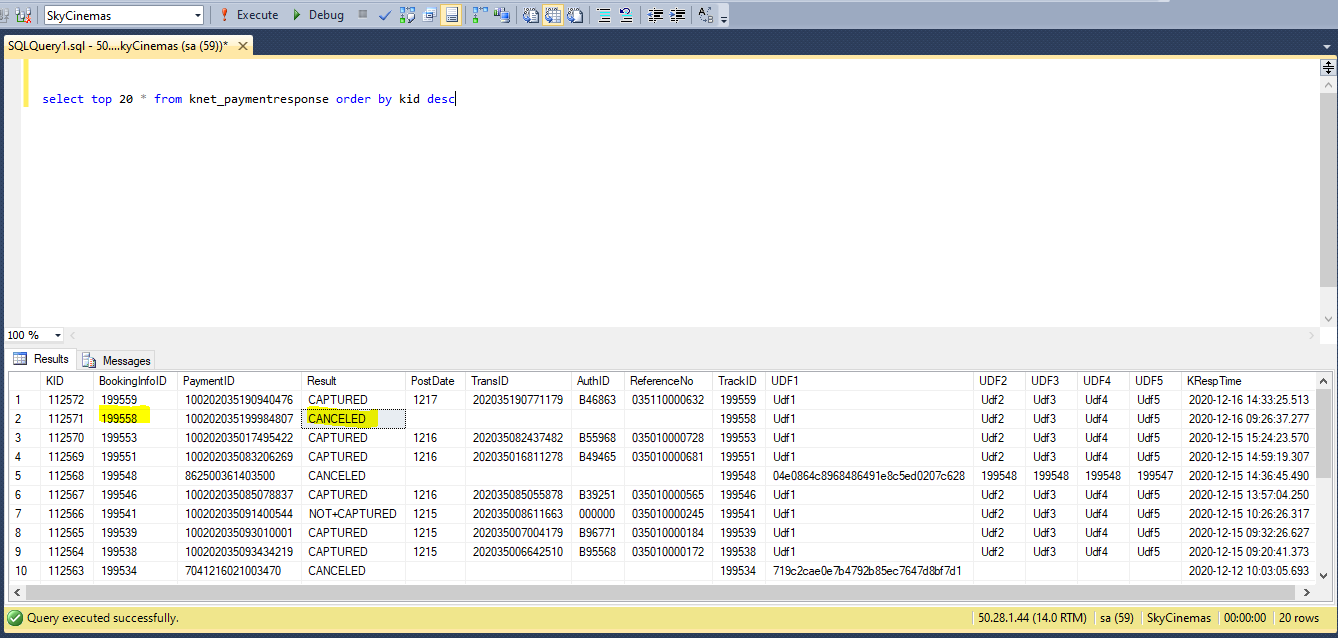 SkyCinemas Execute Debug
SQLQuery1.sql - 50....kyCinemas (sa (59))*
select top 20 * from knet_paymentresponse order by kid desc
100 %
Results Messages
KID BookingInfoID PaymentID Result PostDate TransID AuthID ReferenceNo TrackID UDF1 UDF2 UDF3 UDF4 UDF5 KRespTime
1 112572 199559 100202035190940476 CAPTURED 1217 202035190771179 B46863 035110000632 199559 Udf1 Udf2 Udf3 Udf4 Udf5 2020-12-16 14:33:25.513
2 112571 199558 100202035199984807 CANCELED 199558 Udf1 Udf2 Udf3 Udf4 Udf5 2020-12-16 09:26:37.277
3 112570 199553 100202035017495422 CAPTURED 1216 202035082437482 B55968 035010000728 199553 Udf1 Udf2 Udf3 Udf4 Udf5 2020-12-15 15:24:23.570
4 112569 199551 100202035083206269 CAPTURED 1216 202035016811278 B49465 035010000681 199551 Udf1 Udf2 Udf3 Udf4 Udf5 2020-12-15 14:59:19.307
5 112568 199548 862500361403500 CANCELED 199548 04e0864c8968486491e8c5ed0207c628 199548 199548 199548 199547 2020-12-15 14:36:45.490
6 112567 199546 100202035085078837 CAPTURED 1216 202035085055878 B39251 035010000565 199546 Udf1 Udf2 Udf3 Udf4 Udf5 2020-12-15 13:57:04.250
7 112566 199541 100202035091400544 NOT+CAPTURED 1215 202035008611663 000000 035010000245 199541 Udf1 Udf2 Udf3 Udf4 Udf5 2020-12-15 10:26:26.317
8 112565 199539 100202035093010001 CAPTURED 1215 202035007004179 B96771 035010000184 199539 Udf1 Udf2 Udf3 Udf4 Udf5 2020-12-15 09:32:26.627
9 112564 199538 100202035093434219 CAPTURED 1215 202035006642510 B95568 035010000172 199538 Udf1 Udf2 Udf3 Udf4 Udf5 2020-12-15 09:20:41.373
10 112563 199534 7041216021003470 CANCELED 199534 719c2cae0e7b4792b85ec7647d8bf7d1 2020-12-12 10:03:05.693
Query executed successfully. 50.28.1.44 (14.0 RTM) sa (59) SkyCinemas 00:00:00 20 rows